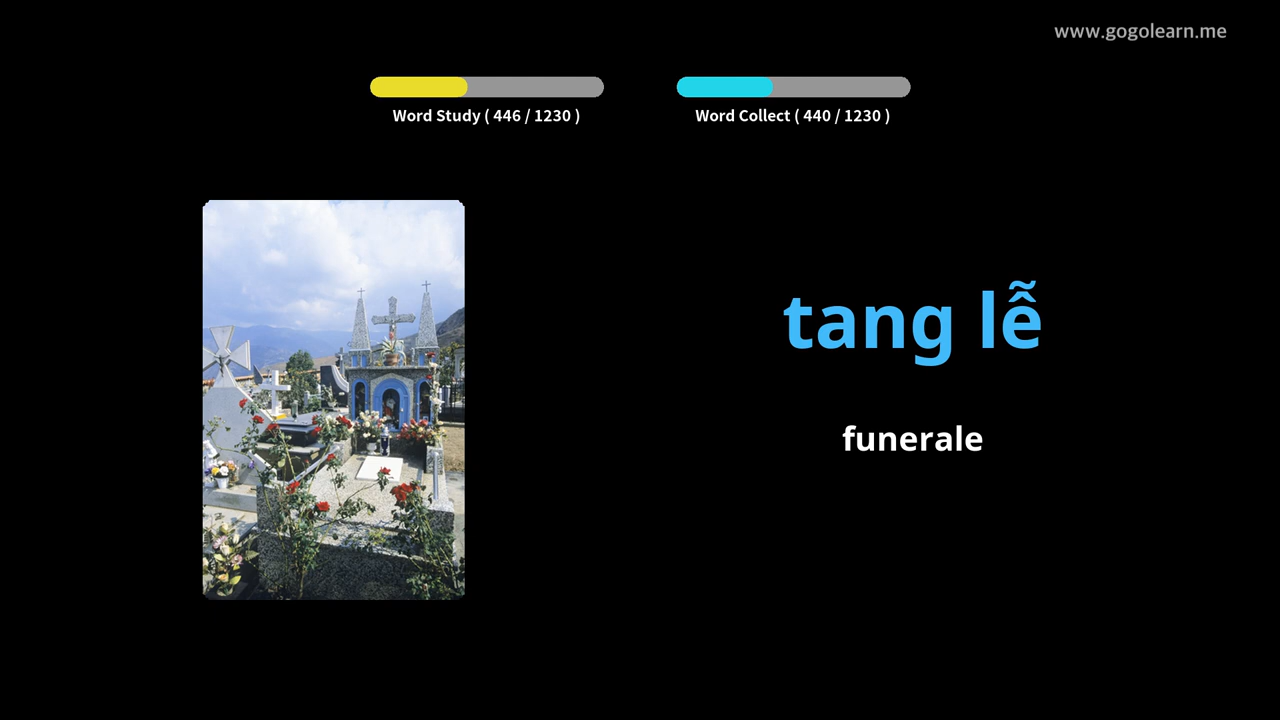 www.gogolearn.me
Word Study ( 446 / 1230 )
Word Collect ( 440 / 1230 )
tang lễ
funerale